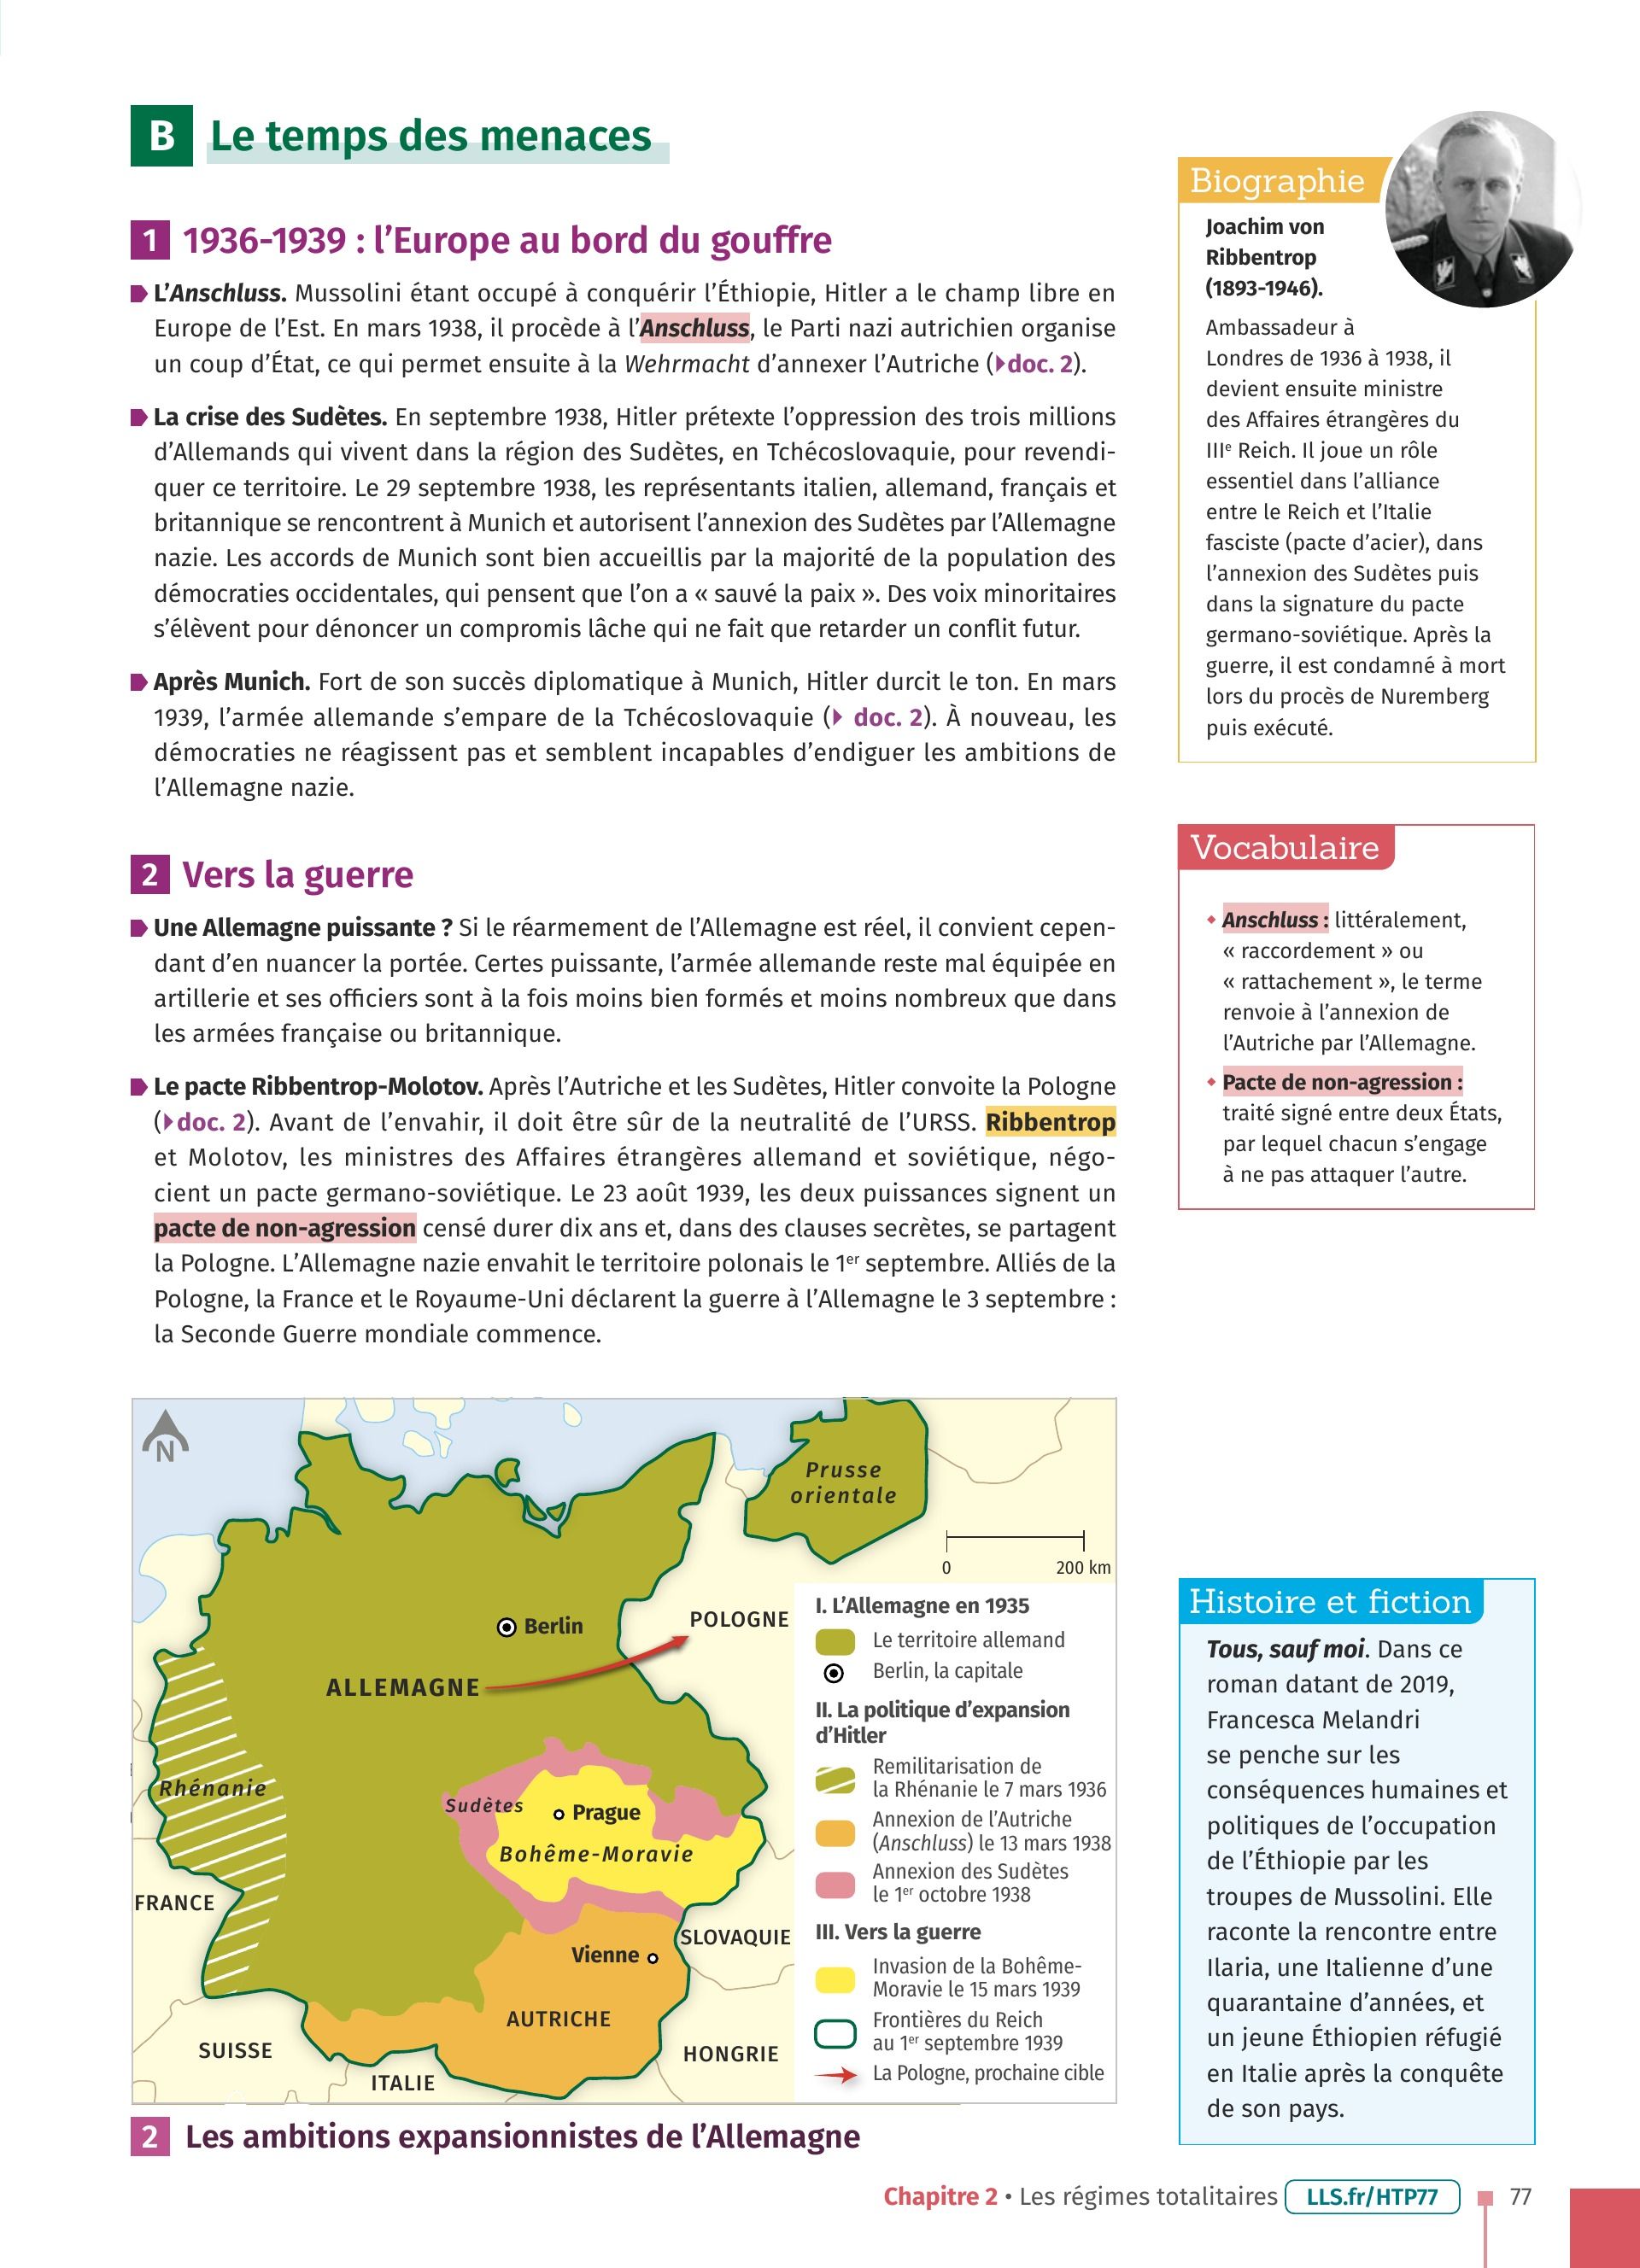 B Le temps des menaces
1 1936-1939 : l’Europe au bord du gouffre
L’Anschluss. Mussolini étant occupé à conquérir l’Éthiopie, Hitler a le champ libre en
Europe de l’Est. En mars 1938, il procède à l’Anschluss, le Parti nazi autrichien organise
un coup d’État, ce qui permet ensuite à la Wehrmacht d’annexer l’Autriche (doc. 2).
La crise des Sudètes. En septembre 1938, Hitler prétexte l’oppression des trois millions
d’Allemands qui vivent dans la région des Sudètes, en Tchécoslovaquie, pour revendi-
quer ce territoire. Le 29 septembre 1938, les représentants italien, allemand, français et
britannique se rencontrent à Munich et autorisent l’annexion des Sudètes par l’Allemagne
nazie. Les accords de Munich sont bien accueillis par la majorité de la population des
démocraties occidentales, qui pensent que l’on a « sauvé la paix ». Des voix minoritaires
s’élèvent pour dénoncer un compromis lâche qui ne fait que retarder un conflit futur.
Après Munich. Fort de son succès diplomatique à Munich, Hitler durcit le ton. En mars
1939, l’armée allemande s’empare de la Tchécoslovaquie (doc. 2). À nouveau, les
démocraties ne réagissent pas et semblent incapables d’endiguer les ambitions de
l’Allemagne nazie.
2 Vers la guerre
Une Allemagne puissante ? Si le réarmement de l’Allemagne est réel, il convient cepen-
dant d’en nuancer la portée. Certes puissante, l’armée allemande reste mal équipée en
artillerie et ses officiers sont à la fois moins bien formés et moins nombreux que dans
les armées française ou britannique.
Le pacte Ribbentrop-Molotov. Après l’Autriche et les Sudètes, Hitler convoite la Pologne
(doc. 2). Avant de l’envahir, il doit être sûr de la neutralité de l’URSS. Ribbentrop
et Molotov, les ministres des Affaires étrangères allemand et soviétique, négo-
cient un pacte germano-soviétique. Le 23 août 1939, les deux puissances signent un
pacte de non-agression censé durer dix ans et, dans des clauses secrètes, se partagent
la Pologne. L’Allemagne nazie envahit le territoire polonais le 1er septembre. Alliés de la
Pologne, la France et le Royaume-Uni déclarent la guerre à l’Allemagne le 3 septembre :
la Seconde Guerre mondiale commence.
Biographie
Joachim von
Ribbentrop
(1893-1946).
Ambassadeur à
Londres de 1936 à 1938, il
devient ensuite ministre
des Affaires étrangères du
IIIe Reich. Il joue un rôle
essentiel dans l’alliance
entre le Reich et l’Italie
fasciste (pacte d’acier), dans
l’annexion des Sudètes puis
dans la signature du pacte
germano-soviétique. Après la
guerre, il est condamné à mort
lors du procès de Nuremberg
puis exécuté.
Vocabulaire
Anschluss : littéralement,
« raccordement » ou
« rattachement », le terme
renvoie à l’annexion de
l’Autriche par l’Allemagne.
Pacte de non-agression :
traité signé entre deux États,
par lequel chacun s’engage
à ne pas attaquer l’autre.
N
Prusse
orientale
0 200 km
POLOGNE
Berlin
ALLEMAGNE
Rhénanie
Sudètes
Prague
Bohême-Moravie
FRANCE
SLOVAQUIE
Vienne
AUTRICHE
SUISSE
HONGRIE
ITALIE
I. L’Allemagne en 1935
Le territoire allemand
Berlin, la capitale
II. La politique d’expansion
d’Hitler
Remilitarisation de
la Rhénanie le 7 mars 1936
Annexion de l’Autriche
(Anschluss) le 13 mars 1938
Annexion des Sudètes
le 1er octobre 1938
III. Vers la guerre
Invasion de la Bohême-
Moravie le 15 mars 1939
Frontières du Reich
au 1er septembre 1939
La Pologne, prochaine cible
2 Les ambitions expansionnistes de l’Allemagne
Histoire et fiction
Tous, sauf moi. Dans ce
roman datant de 2019,
Francesca Melandri
se penche sur les
conséquences humaines et
politiques de l’occupation
de l’Éthiopie par les
troupes de Mussolini. Elle
raconte la rencontre entre
Ilaria, une Italienne d’une
quarantaine d’années, et
un jeune Éthiopien réfugié
en Italie après la conquête
de son pays.
Chapitre 2 • Les régimes totalitaires LLS.fr/HTP77 77